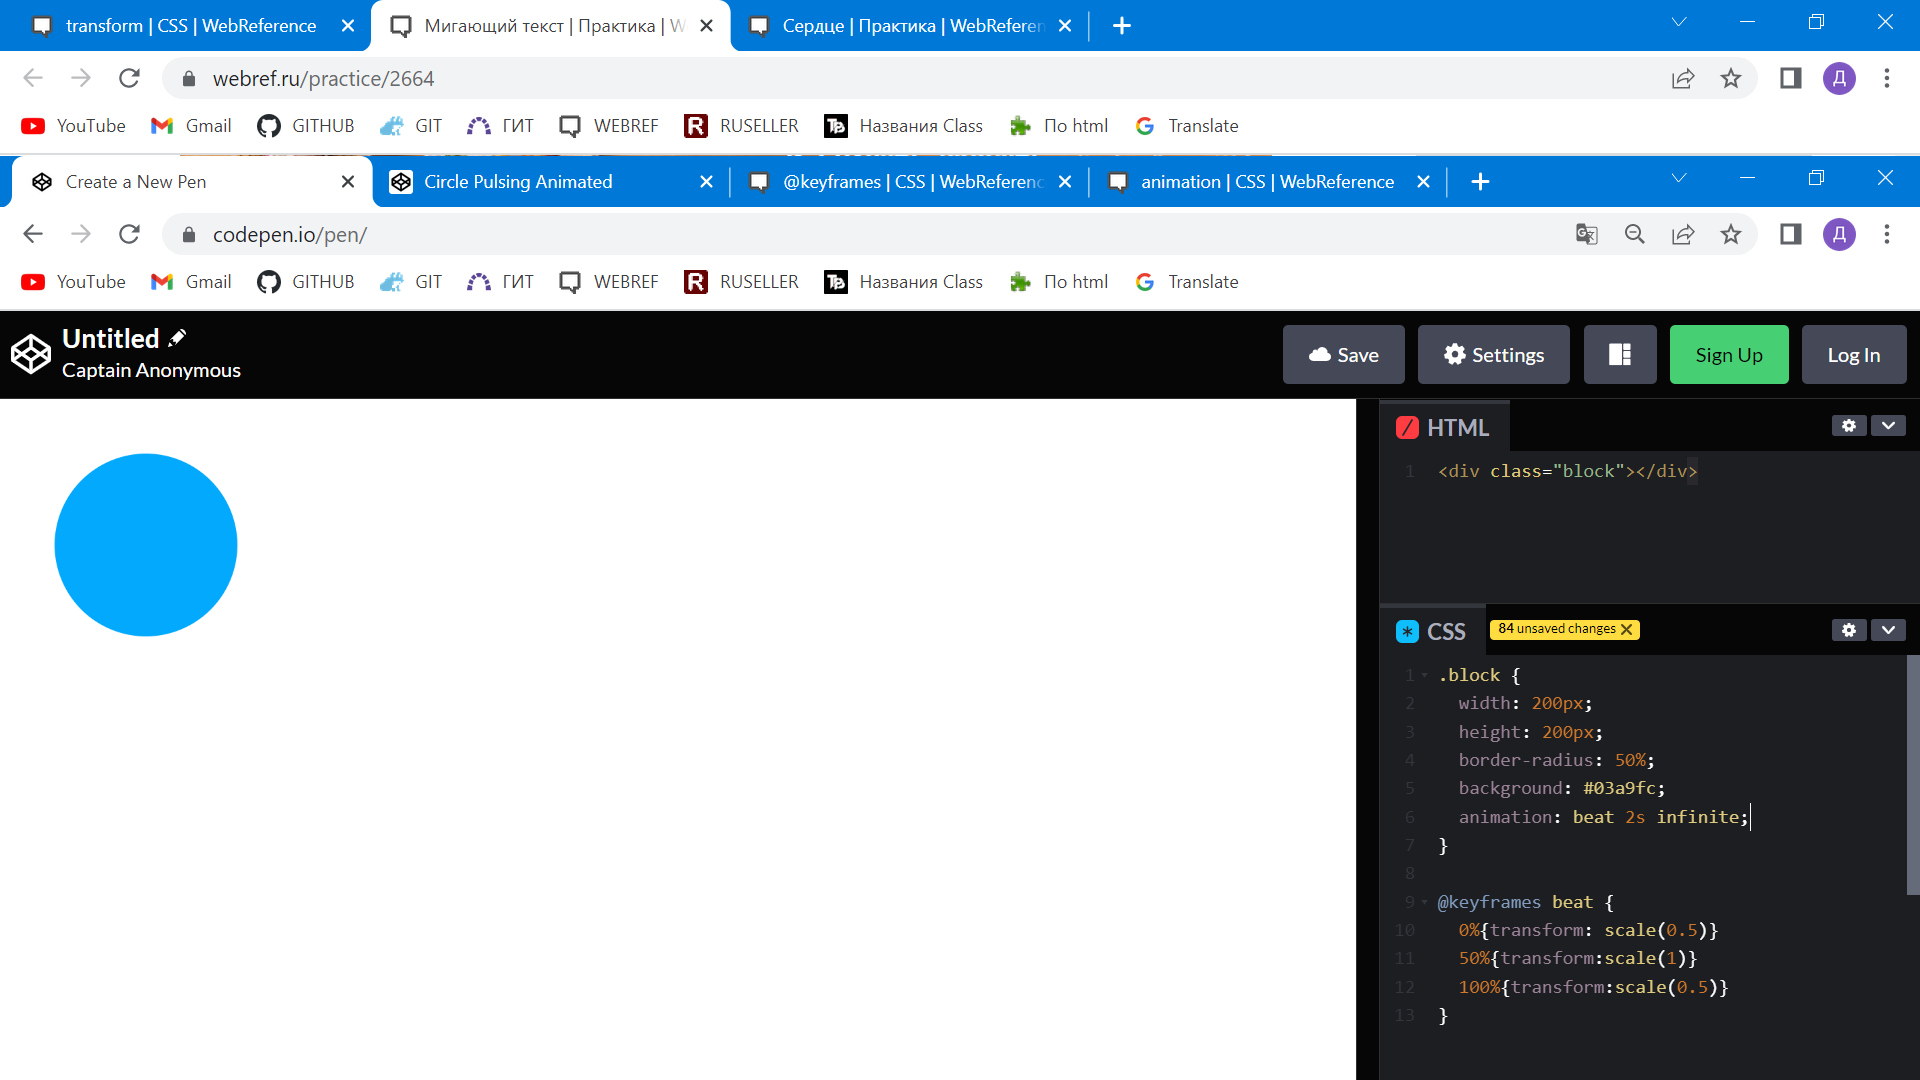 transform | CSS | WebReference
Мигающий текст | Практика | W
Сердце | Практика | WebReferen
webref.ru/practice/2664
Д
YouTube
Gmail
GITHUB
GIT
ГИТ
WEBREF
RUSELLER
Названия Class
По html
Translate
Create a New Pen
Circle Pulsing Animated
@keyframes | CSS | WebReferenc
animation | CSS | WebReference
codepen.io/pen/
Д
YouTube
Gmail
GITHUB
GIT
ГИТ
WEBREF
RUSELLER
Названия Class
По html
Translate
Untitled
Captain Anonymous
Save
Settings
Sign Up
Log In
HTML
1 <div class="block"></div>
CSS
84 unsaved changes
1 .block {
2 width: 200px;
3 height: 200px;
4 border-radius: 50%;
5 background: #03a9fc;
6 animation: beat 2s infinite;
7 }
8
9 @keyframes beat {
10 0%{transform: scale(0.5)}
11 50%{transform:scale(1)}
12 100%{transform:scale(0.5)}
13 }